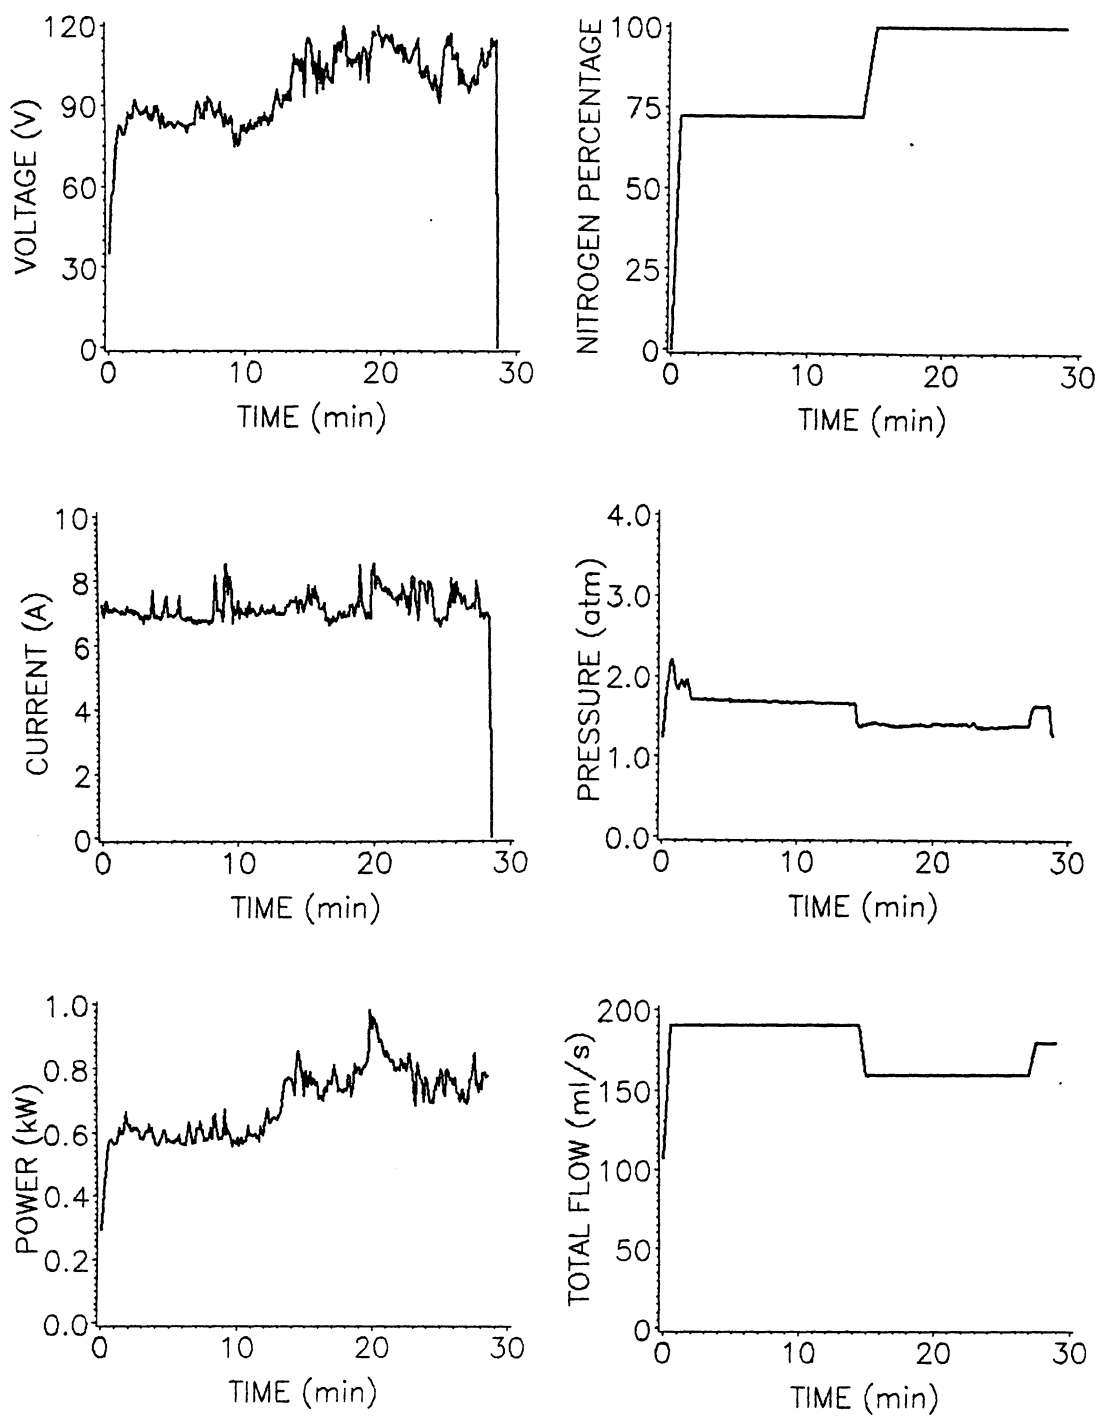 VOLTAGE (V)
120
90
60
30
0
0 10 20 30
TIME (min)
NITROGEN PERCENTAGE
100
75
50
25
0
0 10 20 30
TIME (min)
CURRENT (A)
10
8
6
4
2
0
0 10 20 30
TIME (min)
PRESSURE (atm)
4.0
3.0
2.0
1.0
0.0
0 10 20 30
TIME (min)
POWER (kW)
1.0
0.8
0.6
0.4
0.2
0.0
0 10 20 30
TIME (min)
TOTAL FLOW (ml/s)
200
150
100
50
0
0 10 20 30
TIME (min)